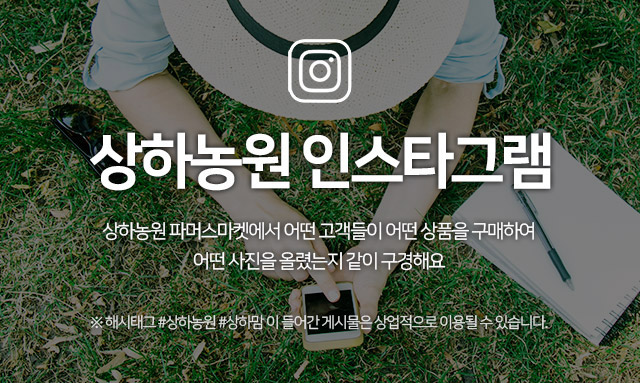 상하농원 인스타그램
상하농원 파머스마켓에서 어떤 고객들이 어떤 상품을 구매하여
어떤 사진을 올렸는지 같이 구경해요
※ 해시태그 #상하농원 #상하맘 이 들어간 게시물은 상업적으로 이용될 수 있습니다.